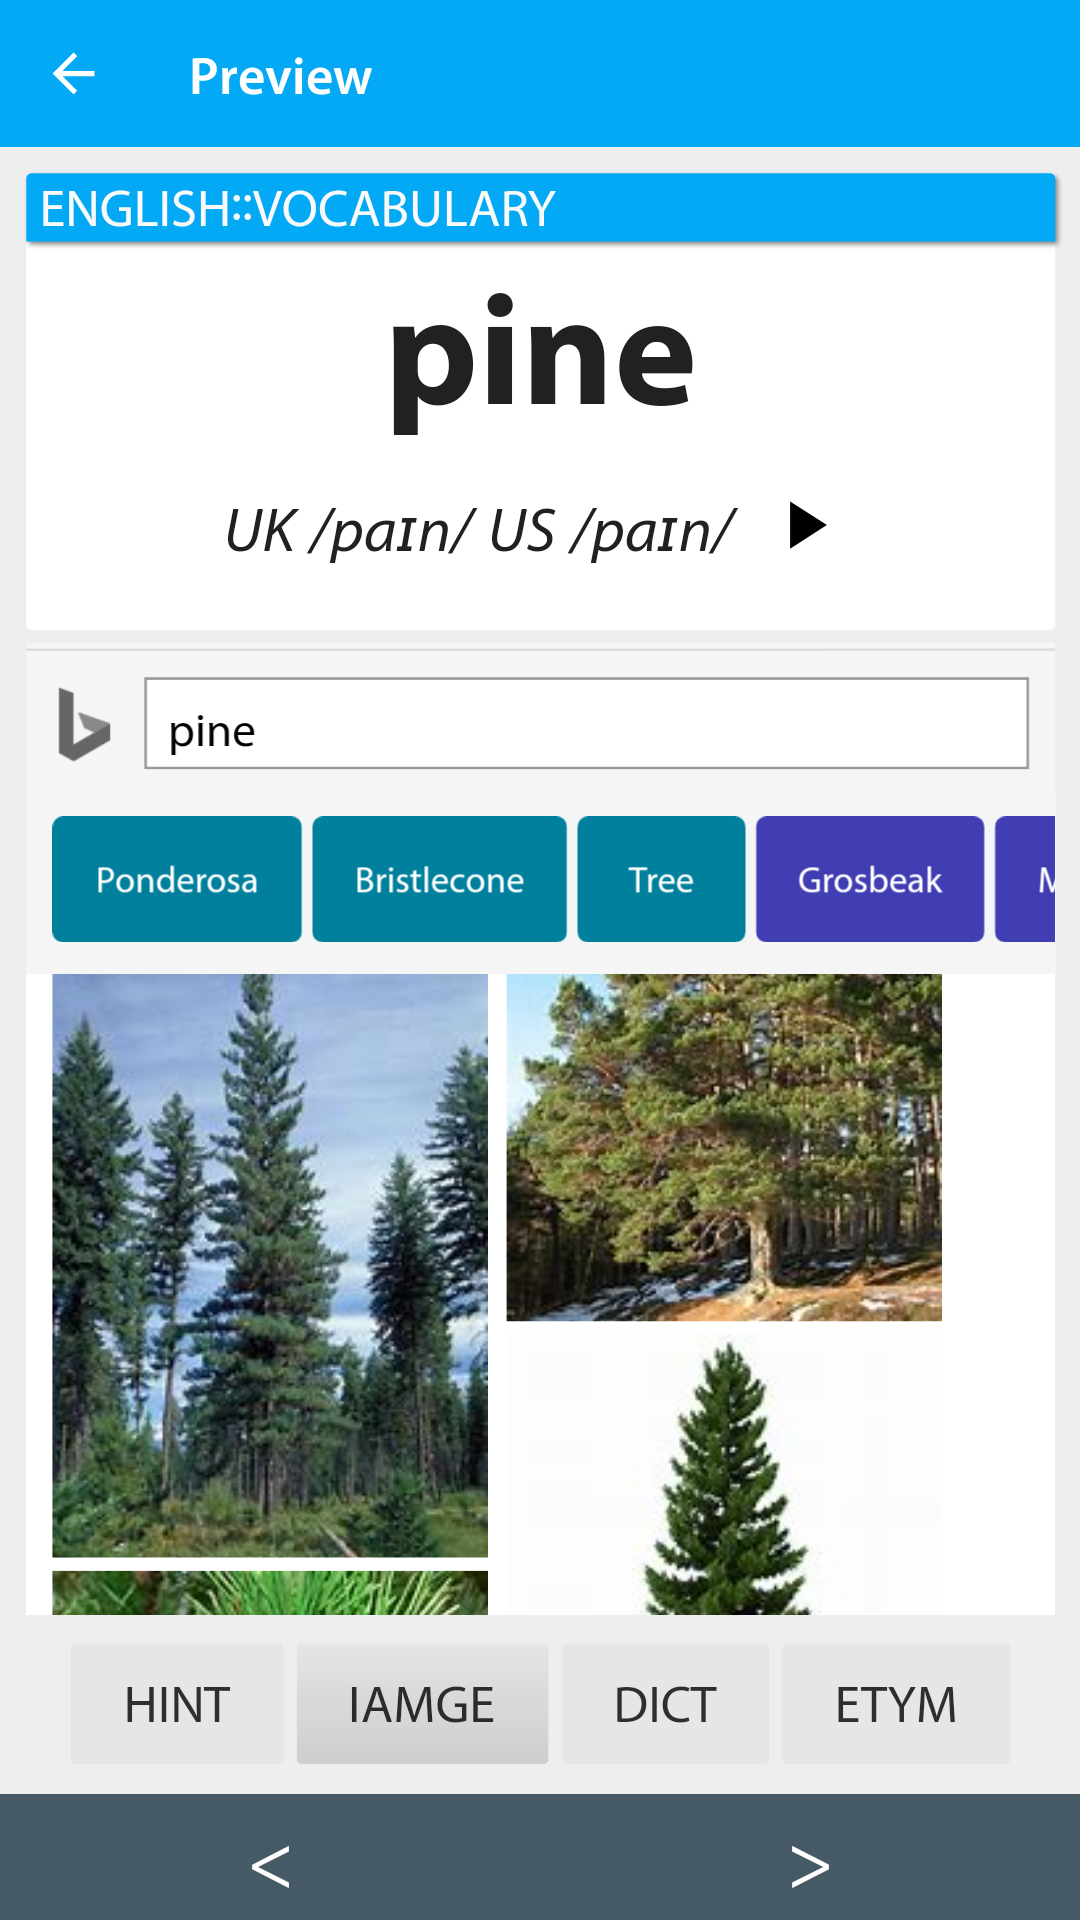 Preview
ENGLISH::VOCABULARY
pine
UK /paɪn/ US /paɪn/
pine
Ponderosa Bristlecone Tree Grosbeak
HINT IAMGE DICT ETYM
< >